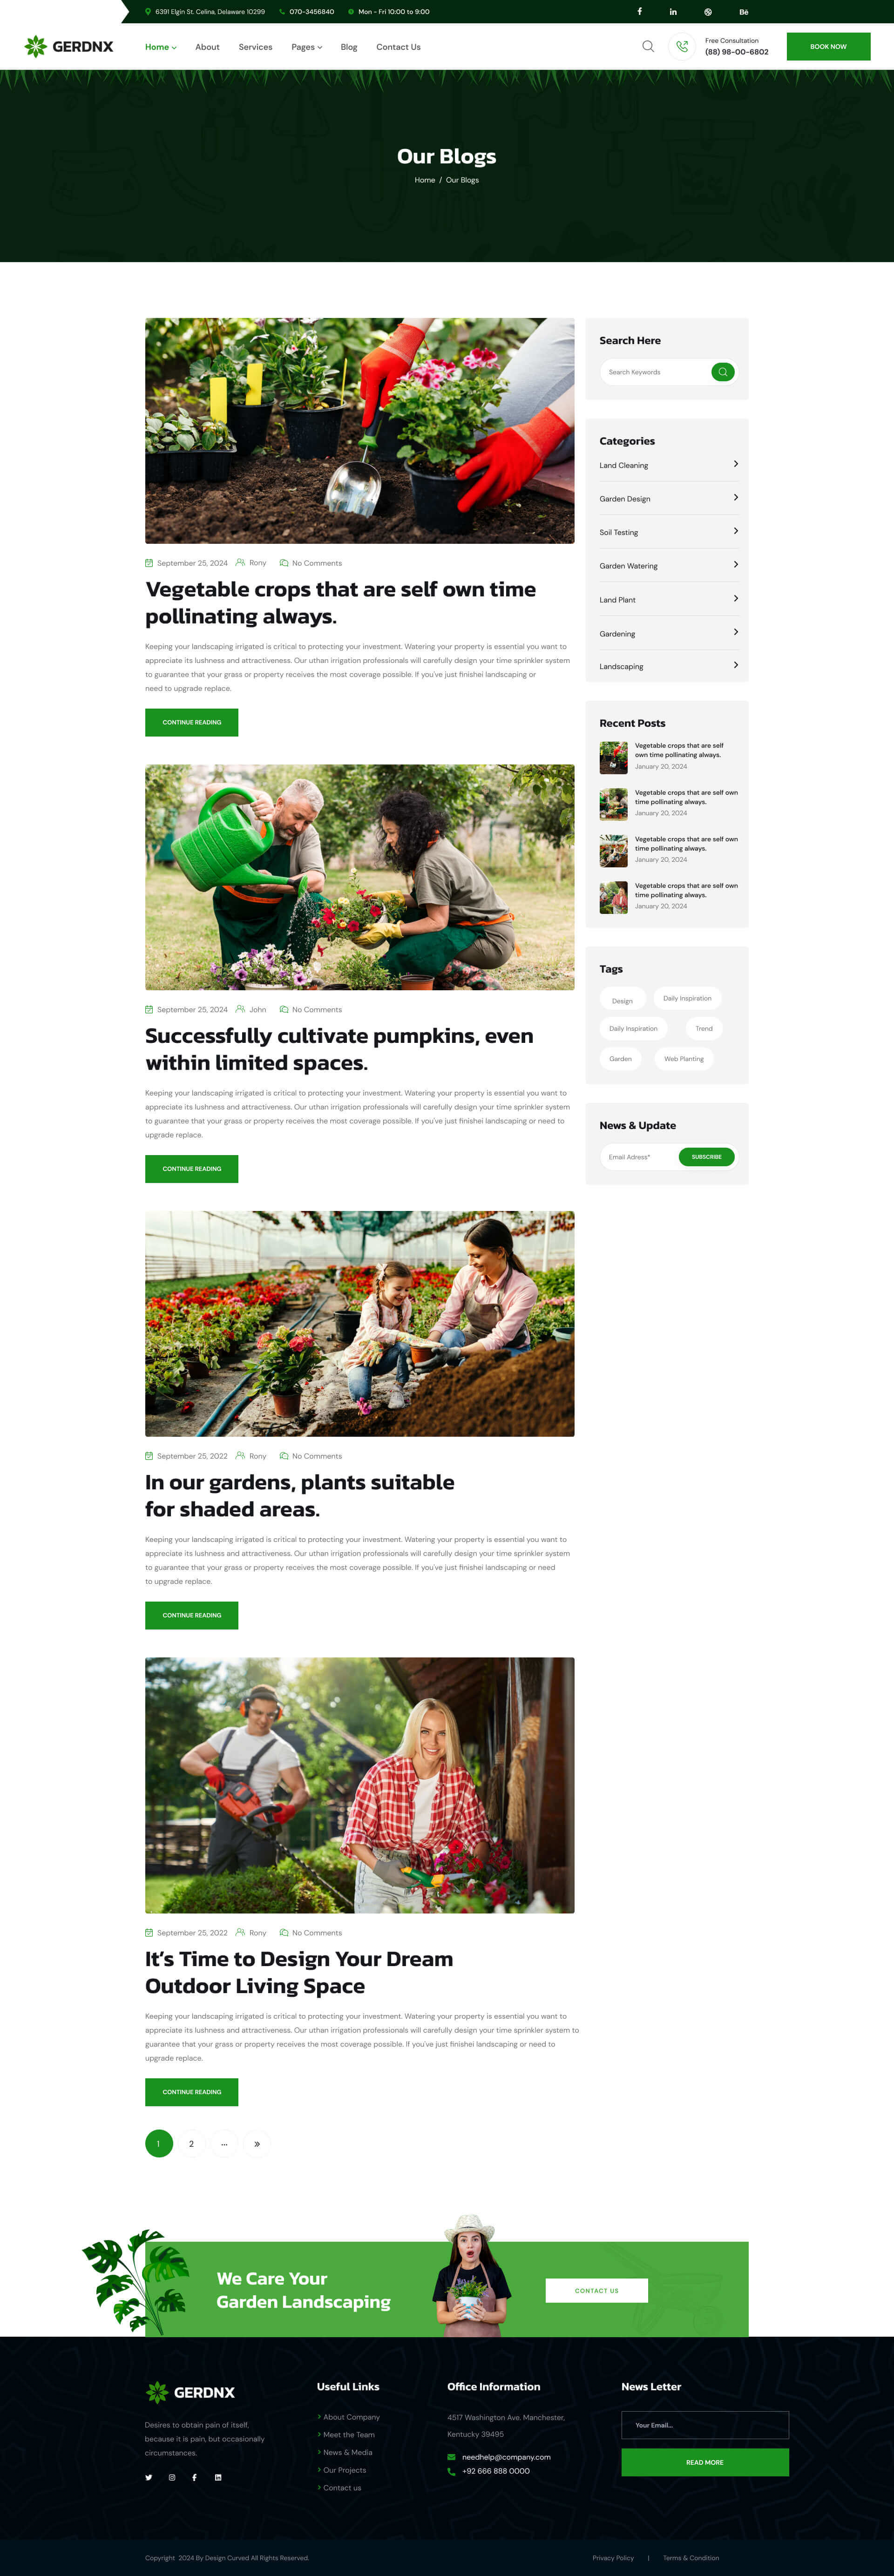 6391 Elgin St. Celina, Delaware 10299 070-3456840 Mon - Fri 10:00 to 9:00
GERDNX Home About Services Pages Blog Contact Us
Free Consultation
(88) 98-00-6802
BOOK NOW
Our Blogs
Home / Our Blogs
September 25, 2024 Rony No Comments
Vegetable crops that are self own time
pollinating always.
Keeping your landscaping irrigated is critical to protecting your investment. Watering your property is essential you want to
appreciate its lushness and attractiveness. Our uthan irrigation professionals will carefully design your time sprinkler system
to guarantee that your grass or property receives the most coverage possible. If you've just finishei landscaping or
need to upgrade replace.
CONTINUE READING
September 25, 2024 John No Comments
Successfully cultivate pumpkins, even
within limited spaces.
Keeping your landscaping irrigated is critical to protecting your investment. Watering your property is essential you want to
appreciate its lushness and attractiveness. Our uthan irrigation professionals will carefully design your time sprinkler system
to guarantee that your grass or property receives the most coverage possible. If you've just finishei landscaping or need to
upgrade replace.
CONTINUE READING
September 25, 2022 Rony No Comments
In our gardens, plants suitable
for shaded areas.
Keeping your landscaping irrigated is critical to protecting your investment. Watering your property is essential you want to
appreciate its lushness and attractiveness. Our uthan irrigation professionals will carefully design your time sprinkler system
to guarantee that your grass or property receives the most coverage possible. If you've just finishei landscaping or need
to upgrade replace.
CONTINUE READING
September 25, 2022 Rony No Comments
It's Time to Design Your Dream
Outdoor Living Space
Keeping your landscaping irrigated is critical to protecting your investment. Watering your property is essential you want to
appreciate its lushness and attractiveness. Our uthan irrigation professionals will carefully design your time sprinkler system to
guarantee that your grass or property receives the most coverage possible. If you've just finishei landscaping or need to
upgrade replace.
CONTINUE READING
1 2 ... »
Search Here
Search Keywords
Categories
Land Cleaning
Garden Design
Soil Testing
Garden Watering
Land Plant
Gardening
Landscaping
Recent Posts
Vegetable crops that are self
own time pollinating always.
January 20, 2024
Vegetable crops that are self own
time pollinating always.
January 20, 2024
Vegetable crops that are self own
time pollinating always.
January 20, 2024
Vegetable crops that are self own
time pollinating always.
January 20, 2024
Tags
Design Daily Inspiration
Daily Inspiration Trend
Garden Web Planting
News & Update
Email Adress* SUBSCRIBE
We Care Your
Garden Landscaping
CONTACT US
GERDNX
Desires to obtain pain of itself,
because it is pain, but occasionally
circumstances.
Useful Links
About Company
Meet the Team
News & Media
Our Projects
Contact us
Office Information
4517 Washington Ave. Manchester,
Kentucky 39495
needhelp@company.com
+92 666 888 0000
News Letter
Your Email...
READ MORE
Copyright 2024 By Design Curved All Rights Reserved.
Privacy Policy | Terms & Condition